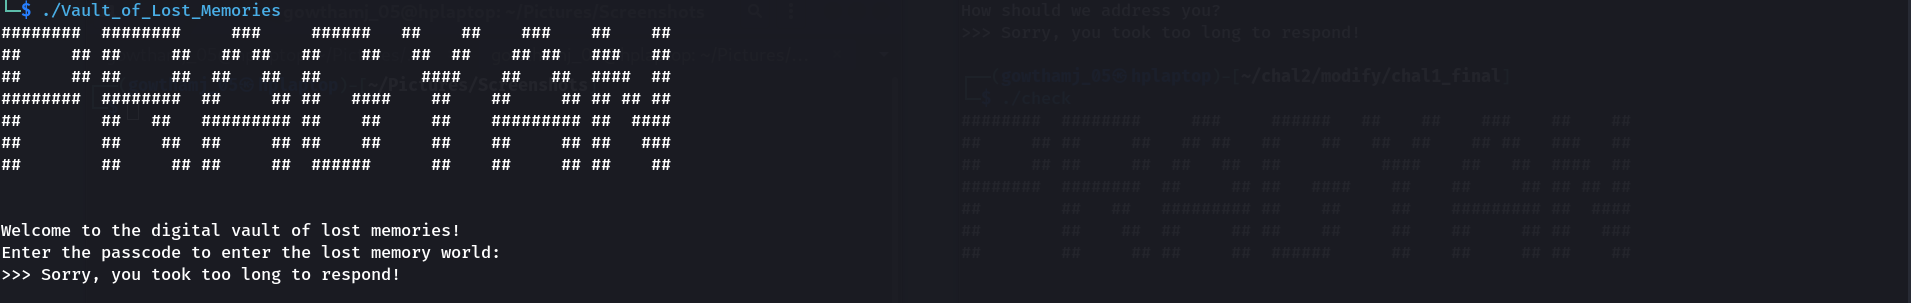 └─$ ./Vault_of_Lost_Memories
########  ########     ###     ######   ##    ##    ###    ##    ##
##     ## ##     ##   ## ##   ##    ##   ##  ##    ## ##   ###   ##
##     ## ##     ##  ##   ##  ##          ####    ##   ##  ####  ##
########  ########  ##     ## ##   ####    ##    ##     ## ## ## ##
##        ##   ##   ######### ##    ##     ##    ######### ##  ####
##        ##    ##  ##     ## ##    ##     ##    ##     ## ##   ###
##        ##     ## ##     ##  ######      ##    ##     ## ##    ##
Welcome to the digital vault of lost memories!
Enter the passcode to enter the lost memory world:
>>> Sorry, you took too long to respond!
How should we address you?
>>> Sorry, you took too long to respond!
┌──(gowthamj_05㉿hplaptop)-[~/chal2/modify/chal1_final]
└─$ ./check
########  ########     ###     ######   ##    ##    ###    ##    ##
##     ## ##     ##   ## ##   ##    ##   ##  ##    ## ##   ###   ##
##     ## ##     ##  ##   ##  ##          ####    ##   ##  ####  ##
########  ########  ##     ## ##   ####    ##    ##     ## ## ## ##
##        ##   ##   ######### ##    ##     ##    ######### ##  ####
##        ##    ##  ##     ## ##    ##     ##    ##     ## ##   ###
##        ##     ## ##     ##  ######      ##    ##     ## ##    ##